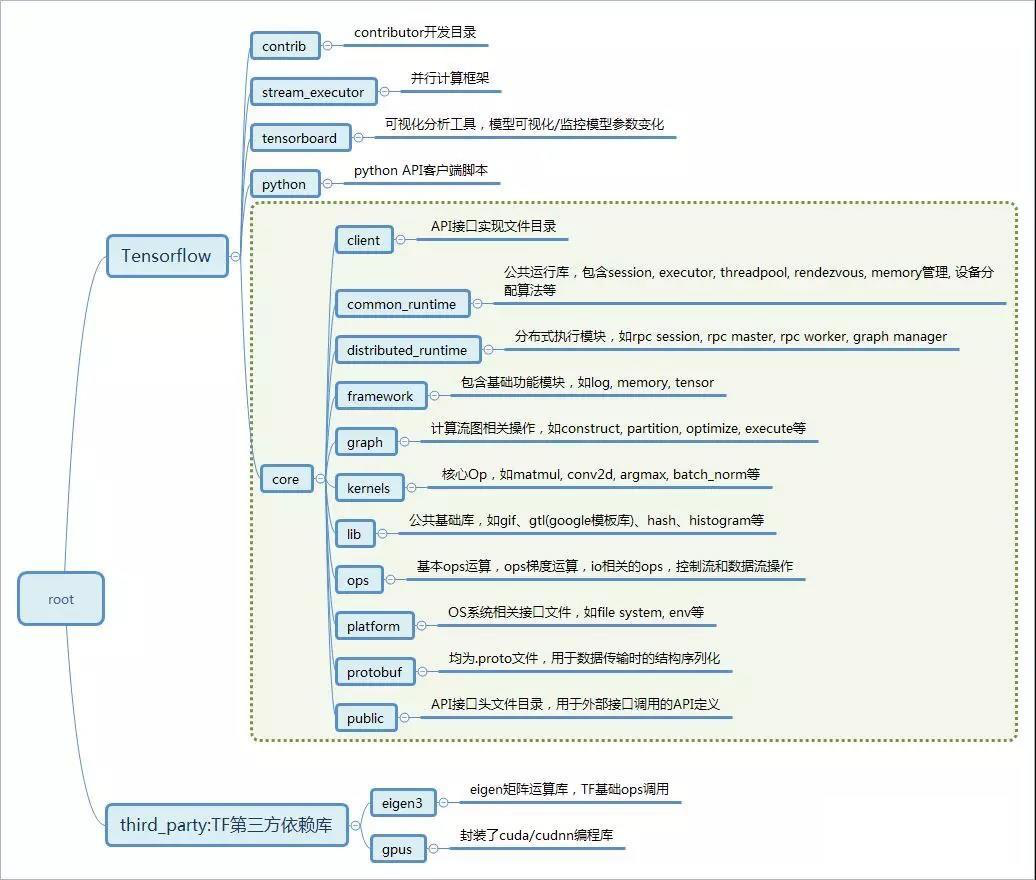 contrib
contributor开发目录
stream_executor
并行计算框架
tensorboard
可视化分析工具，模型可视化/监控模型参数变化
python
python API客户端脚本
Tensorflow
client
API接口实现文件目录
common_runtime
公共运行库，包含session, executor, threadpool, rendezvous, memory管理, 设备分
配算法等
distributed_runtime
分布式执行模块，如rpc session, rpc master, rpc worker, graph manager
framework
包含基础功能模块，如log, memory, tensor
graph
计算流图相关操作，如construct, partition, optimize, execute等
core
kernels
核心Op，如matmul, conv2d, argmax, batch_norm等
lib
公共基础库，如gif、gtl(google模板库)、hash、histogram等
ops
基本ops运算，ops梯度运算，io相关的ops，控制流和数据流操作
root
platform
OS系统相关接口文件，如file system, env等
protobuf
均为.proto文件，用于数据传输时的结构序列化
public
API接口头文件目录，用于外部接口调用的API定义
third_party:TF第三方依赖库
eigen3
eigen矩阵运算库，TF基础ops调用
gpus
封装了cuda/cudnn编程库